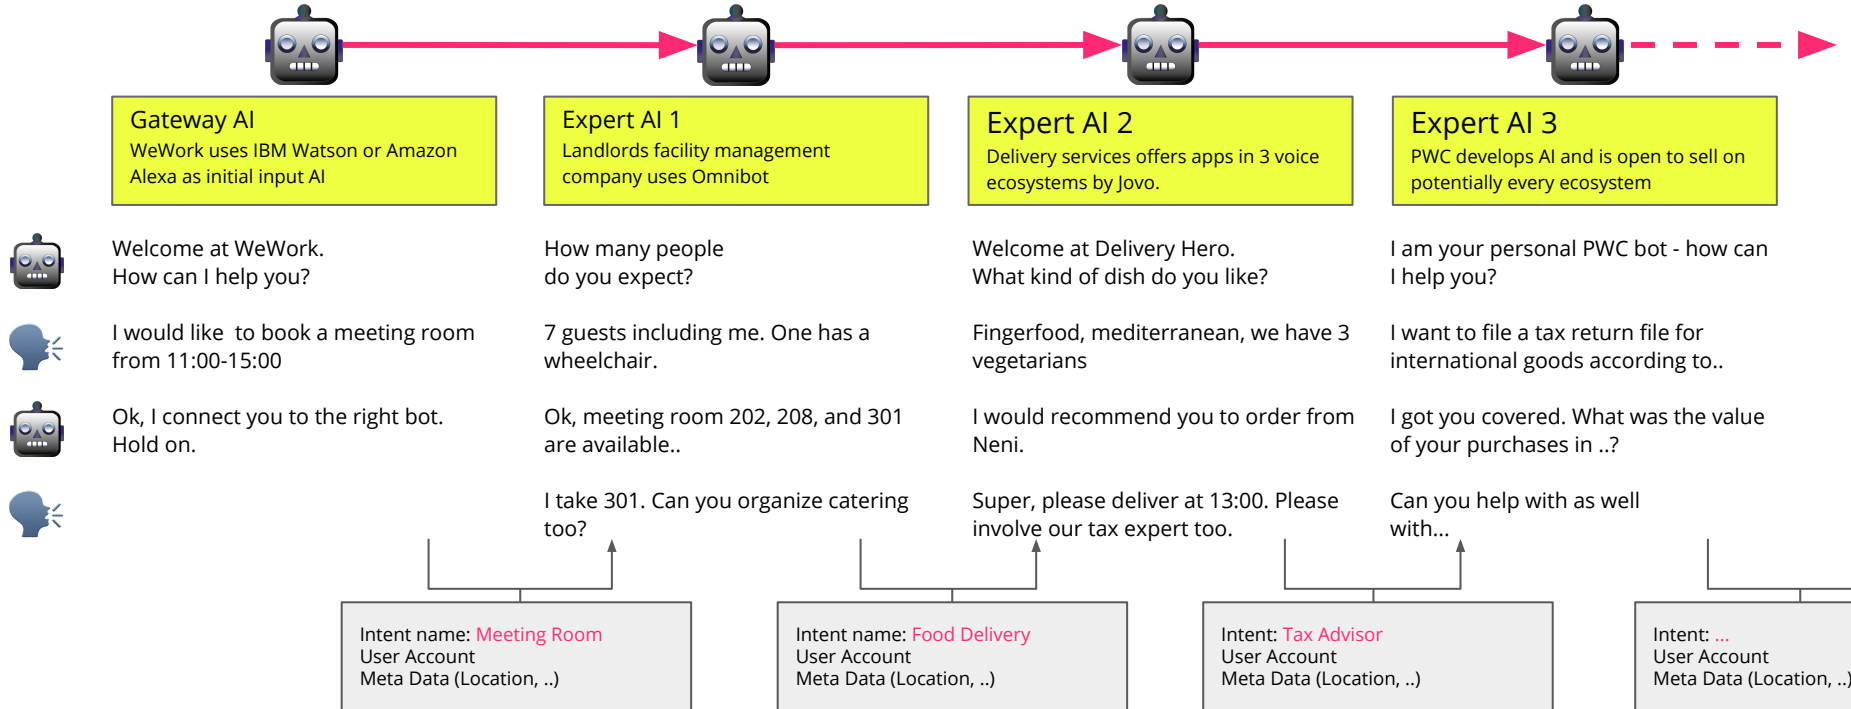 Gateway AI
WeWork uses IBM Watson or Amazon
Alexa as initial input AI
Expert AI 1
Landlords facility management
company uses Omnibot
Expert AI 2
Delivery services offers apps in 3 voice
ecosystems by Jovo.
Expert AI 3
PWC develops AI and is open to sell on
potentially every ecosystem
Welcome at WeWork.
How can I help you?
How many people
do you expect?
Welcome at Delivery Hero.
What kind of dish do you like?
I am your personal PWC bot - how can
I help you?
I would like  to book a meeting room
from 11:00-15:00
7 guests including me. One has a
wheelchair.
Fingerfood, mediterranean, we have 3
vegetarians
I want to file a tax return file for
international goods according to..
Ok, I connect you to the right bot.
Hold on.
Ok, meeting room 202, 208, and 301
are available..
I would recommend you to order from
Neni.
I got you covered. What was the value
of your purchases in ..?
I take 301. Can you organize catering
too?
Super, please deliver at 13:00. Please
involve our tax expert too.
Can you help with as well
with...
Intent name: Meeting Room
User Account
Meta Data (Location, ..)
Intent name: Food Delivery
User Account
Meta Data (Location, ..)
Intent: Tax Advisor
User Account
Meta Data (Location, ..)
Intent: ...
User Account
Meta Data (Location, ..)